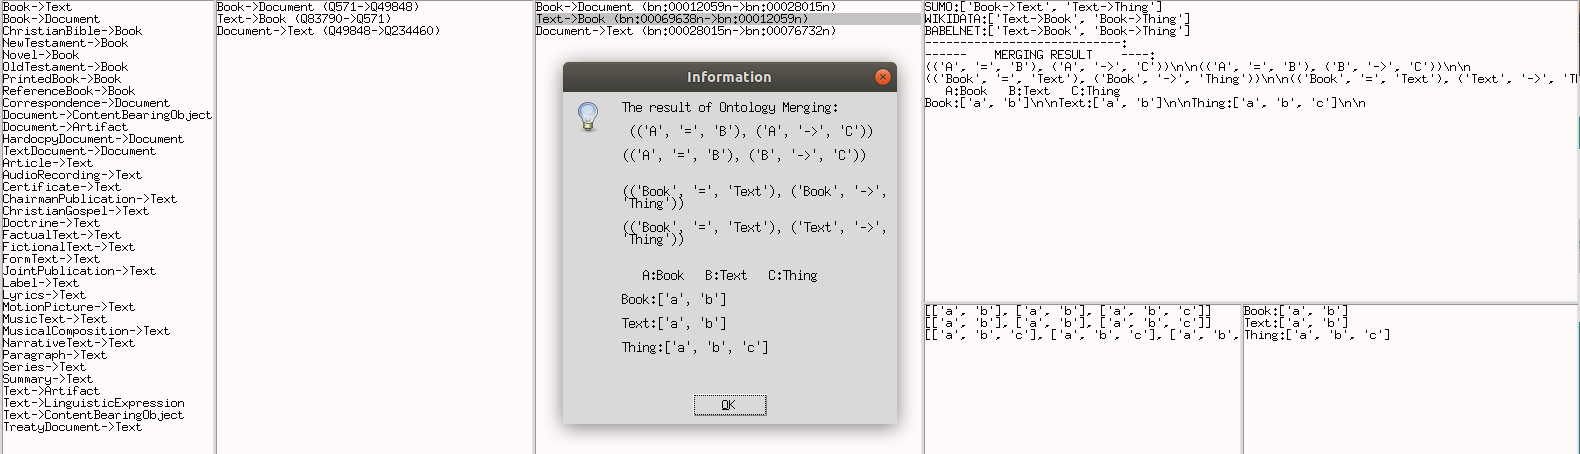 Book->Text
Book->Document
ChristianBible->Book
NewTestament->Book
Novel->Book
OldTestament->Book
PrintedBook->Book
ReferenceBook->Book
Correspondence->Document
Document->ContentBearingObject
Document->Artifact
HardocpyDocument->Document
TextDocument->Document
Article->Text
AudioRecording->Text
Certificate->Text
ChairmanPublication->Text
ChristianGospel->Text
Doctrine->Text
FactualText->Text
FictionalText->Text
FormText->Text
JointPublication->Text
Label->Text
Lyrics->Text
MotionPicture->Text
MusicText->Text
MusicalComposition->Text
NarrativeText->Text
Paragraph->Text
Series->Text
Summary->Text
Text->Artifact
Text->LinguisticExpression
Text->ContentBearingObject
TreatyDocument->Text
Book->Document (Q571->Q49848)
Text->Book (Q83790->Q571)
Document->Text (Q49848->Q234460)
Book->Document (bn:00012059n->bn:00028015n)
Text->Book (bn:00069638n->bn:00012059n)
Document->Text (bn:00028015n->bn:00076732n)
Information
The result of Ontology Merging:
(('A', '=', 'B'), ('A', '->', 'C'))
(('A', '=', 'B'), ('B', '->', 'C'))
(('Book', '=', 'Text'), ('Book', '->',
'Thing'))
(('Book', '=', 'Text'), ('Text', '->',
'Thing'))
A:Book B:Text C:Thing
Book:['a', 'b']
Text:['a', 'b']
Thing:['a', 'b', 'c']
OK
SUMO:['Book->Text', 'Text->Thing']
WIKIDATA:['Text->Book', 'Book->Thing']
BABELNET:['Text->Book', 'Book->Thing']
----------------------------:
------ MERGING RESULT ----:
(('A', '=', 'B'), ('A', '->', 'C'))\n\n(('A', '=', 'B'), ('B', '->', 'C'))\n\n
(('Book', '=', 'Text'), ('Book', '->', 'Thing'))\n\n(('Book', '=', 'Text'), ('Text', '->', 'Th
A:Book B:Text C:Thing
Book:['a', 'b']\n\nText:['a', 'b']\n\nThing:['a', 'b', 'c']\n\n
[['a', 'b'], ['a', 'b'], ['a', 'b', 'c']]
[['a', 'b'], ['a', 'b'], ['a', 'b', 'c']]
[['a', 'b', 'c'], ['a', 'b', 'c'], ['a', 'b',
Book:['a', 'b']
Text:['a', 'b']
Thing:['a', 'b', 'c']